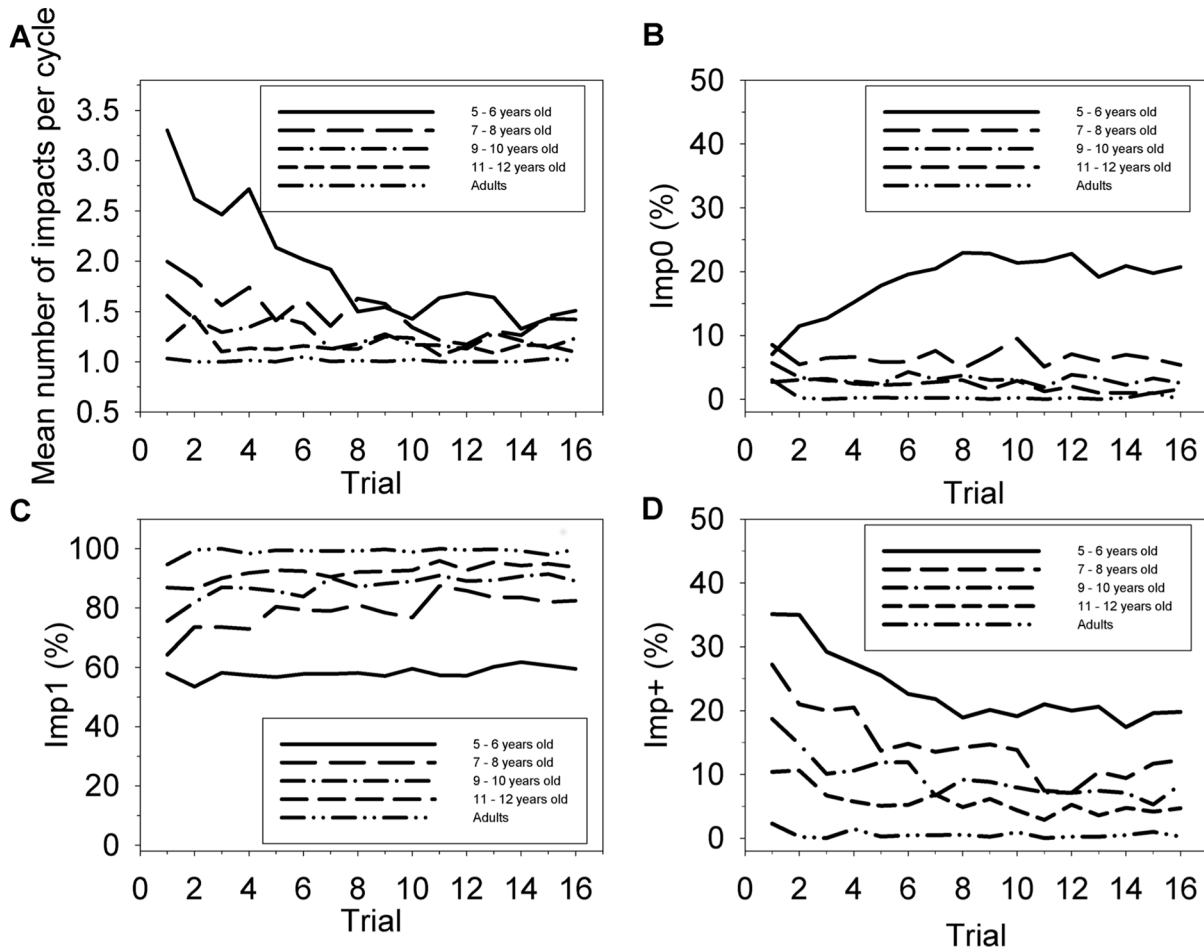 A
Mean number of impacts per cycle
3.5
3.0
2.5
2.0
1.5
1.0
0.5
5 - 6 years old
7 - 8 years old
9 - 10 years old
11 - 12 years old
Adults
0 2 4 6 8 10 12 14 16
Trial
B
Imp0 (%)
50
40
30
20
10
0
5 - 6 years old
7 - 8 years old
9 - 10 years old
11 - 12 years old
Adults
0 2 4 6 8 10 12 14 16
Trial
C
Imp1 (%)
100
80
60
40
20
0
5 - 6 years old
7 - 8 years old
9 - 10 years old
11 - 12 years old
Adults
0 2 4 6 8 10 12 14 16
Trial
D
Imp+ (%)
50
40
30
20
10
0
5 - 6 years old
7 - 8 years old
9 - 10 years old
11 - 12 years old
Adults
0 2 4 6 8 10 12 14 16
Trial